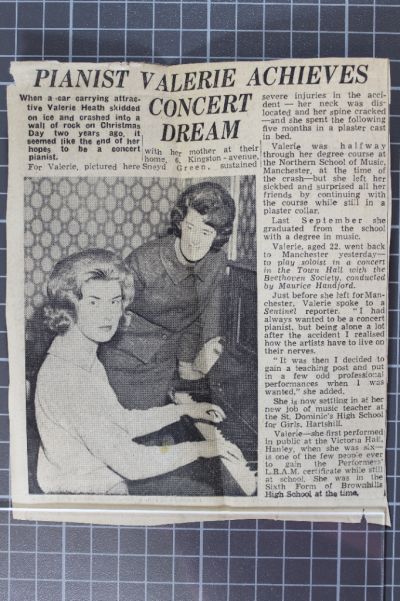 PIANIST VALERIE ACHIEVES
CONCERT
DREAM
When a car carrying attrac-
tive Valerie Heath skidded
on ice and crashed into a
wall of rock on Christmas
Day two years ago, it
seemed like the end of her
hopes to be a concert
pianist.
For Valerie, pictured here
with her mother at their
home, 6, Kingston-avenue,
Sneyd Green, sustained
severe injuries in the acci-
dent — her neck was dis-
located and her spine cracked
—and she spent the following
five months in a plaster cast
in bed.
Valerie was halfway
through her degree course at
the Northern School of Music,
Manchester, at the time of
the crash—but she left her
sickbed and surprised all her
friends by continuing with
the course while still in a
plaster collar.
Last September she
graduated from the school
with a degree in music.
Valerie, aged 22, went back
to Manchester yesterday—
to play soloist in a concert
in the Town Hall with the
Beethoven Society, conducted
by Maurice Handford.
Just before she left for Man-
chester, Valerie spoke to a
Sentinel reporter. "I had
always wanted to be a concert
pianist, but being alone a lot
after the accident I realised
how the artists have to live on
their nerves.
"It was then I decided to
gain a teaching post and put
in a few odd professional
performances when I was
wanted," she added.
She is now settling in at her
new job of music teacher at
the St. Dominic's High School
for Girls, Hartshill.
Valerie—she first performed
in public at the Victoria Hall,
Hanley, when she was six—
is one of the few people ever
to gain the Performers'
L.R.A.M. certificate while still
at school. She was in the
Sixth Form of Brownhills
High School at the time.